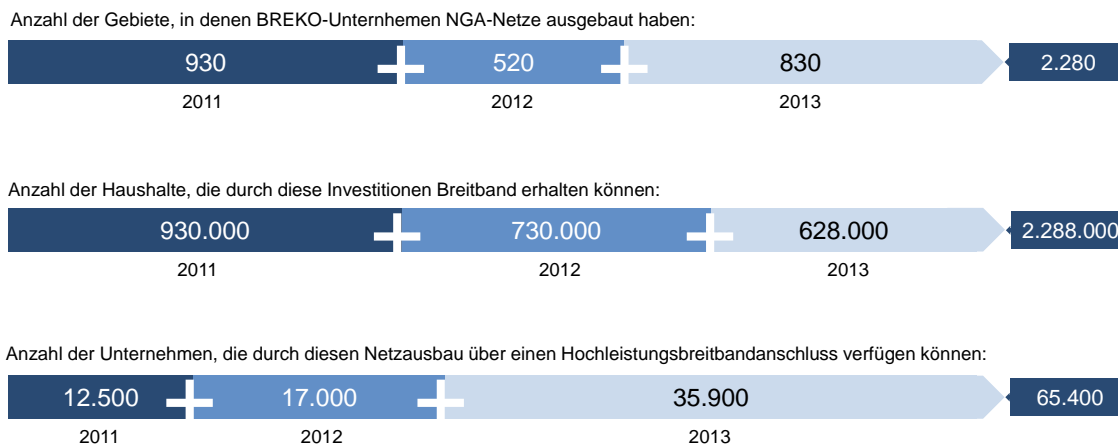 Anzahl der Gebiete, in denen BREKO-Unternhemen NGA-Netze ausgebaut haben:
930 520 830 2.280
2011 2012 2013
Anzahl der Haushalte, die durch diese Investitionen Breitband erhalten können:
930.000 730.000 628.000 2.288.000
2011 2012 2013
Anzahl der Unternehmen, die durch diesen Netzausbau über einen Hochleistungsbreitbandanschluss verfügen können:
12.500 17.000 35.900 65.400
2011 2012 2013